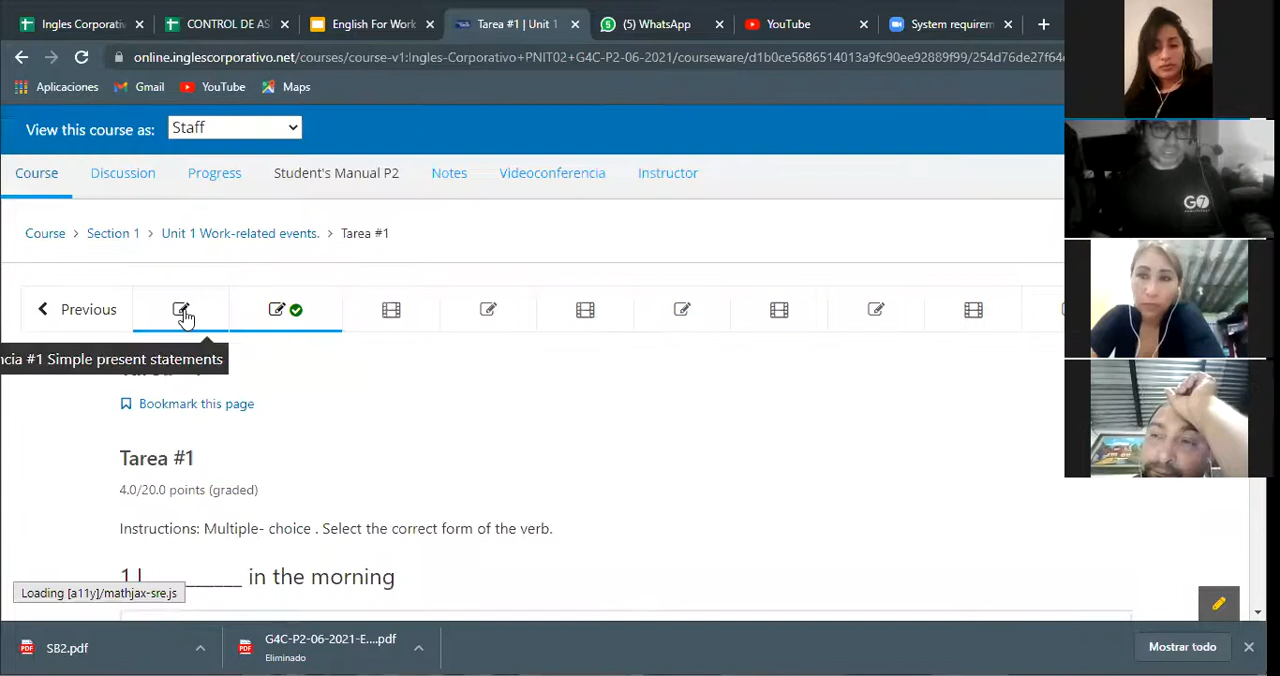 Ingles Corporati
CONTROL DE AS
English For Work
Tarea #1 | Unit 1
(5) WhatsApp
YouTube
System requirem
online.inglescorporativo.net/courses/course-v1:Ingles-Corporativo+PNIT02+G4C-P2-06-2021/courseware/d1b0ce5686514013a9fc90ee92889f99/254d76de27f64
Aplicaciones
Gmail
YouTube
Maps
View this course as:
Staff
Course
Discussion
Progress
Student's Manual P2
Notes
Videoconferencia
Instructor
Course > Section 1 > Unit 1 Work-related events. > Tarea #1
Previous
ncia #1 Simple present statements
Bookmark this page
Tarea #1
4.0/20.0 points (graded)
Instructions: Multiple- choice . Select the correct form of the verb.
1 I ______ in the morning
Loading [a11y]/mathjax-sre.js
SB2.pdf
G4C-P2-06-2021-E....pdf
Eliminado
Mostrar todo
G7